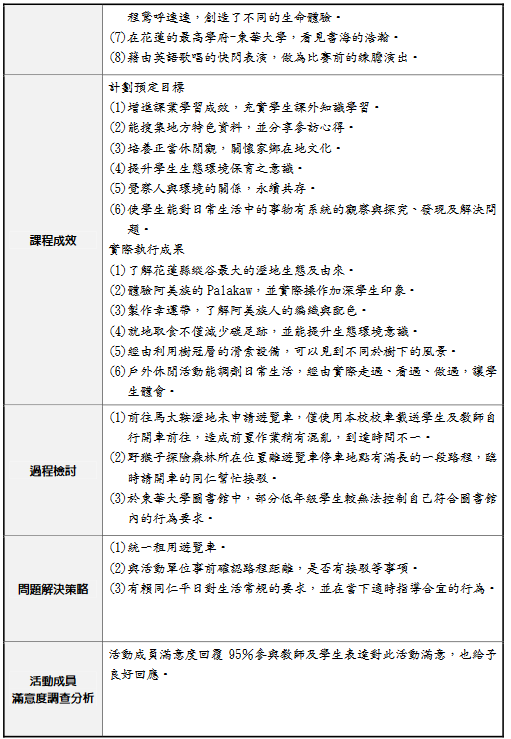 程驚呼連連，創造了不同的生命體驗。
(7)在花蓮的最高學府-東華大學，看見書海的浩瀚。
(8)藉由英語歌唱的快閃表演，做為比賽前的練膽演出。
課程成效
計劃預定目標
(1)增進課業學習成效，充實學生課外知識學習。
(2)能搜集地方特色資料，並分享參訪心得。
(3)培養正當休閒觀，關懷家鄉在地文化。
(4)提升學生生態環境保育之意識。
(5)覺察人與環境的關係，永續共存。
(6)使學生能對日常生活中的事物有系統的觀察與探究、發現及解決問
題。
實際執行成果
(1)了解花蓮縣縱谷最大的溼地生態及由來。
(2)體驗阿美族的Palakaw，並實際操作加深學生印象。
(3)製作幸運帶，了解阿美族人的編織與配色。
(4)就地取食不僅減少碳足跡，並能提升生態環境意識。
(5)經由利用樹冠層的滑索設備，可以見到不同於樹下的風景。
(6)戶外休閒活動能調劑日常生活，經由實際走過、看過、做過，讓學
生體會。
過程檢討
(1)前往馬太鞍溼地未申請遊覽車，僅使用本校校車載送學生及教師自
行開車前往，造成前置作業稍有混亂，到達時間不一。
(2)野猴子探險森林所在位置離遊覽車停車地點有滿長的一段路程，臨
時請開車的同仁幫忙接駁。
(3)於東華大學圖書館中，部分低年級學生較無法控制自己符合圖書館
內的行為要求。
問題解決策略
(1)統一租用遊覽車。
(2)與活動單位事前確認路程距離，是否有接駁等事項。
(3)有賴同仁平日對生活常規的要求，並在當下適時指導合宜的行為。
活動成員
滿意度調查分析
活動成員滿意度回覆 95%參與教師及學生表達對此活動滿意，也給予
良好回應。